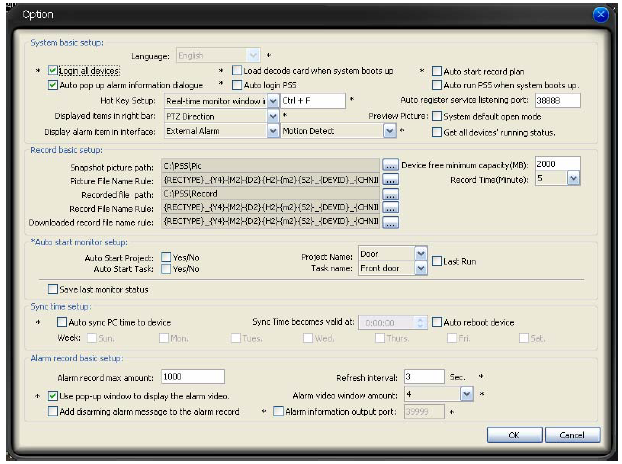 Option
System basic setup:
Language: English *
* Login all devices * Load decode card when system boots up * Auto start record plan
Auto pop up alarm information dialogue * Auto login PSS Auto run PSS when system boots up.
Hot Key Setup: Real-time monitor window i Ctrl + F * Auto register service listening port: 38888
Displayed items in right bar: PTZ Direction * Preview Picture: System default open mode
Display alarm item in interface: External Alarm Motion Detect * Get all devices' running status.
Record basic setup:
Snapshot picture path: C:\PSS\Pic ... Device free minimum capacity(MB): 2000
Picture File Name Rule: {RECTYPE}_{Y4}-{M2}-{D2}{H2}-{m2}{S2}-_{DEVID}_{CHNII ... Record Time(Minute): 5
Recorded file path: C:\PSS\Record ...
Record File Name Rule: {RECTYPE}_{Y4}-{M2}-{D2}{H2}-{m2}{S2}-_{DEVID}_{CHNII ...
Downloaded record file name rule: {RECTYPE}_{Y4}-{M2}-{D2}{H2}-{m2}{S2}-_{DEVID}_{CHNII ...
*Auto start monitor setup:
Auto Start Project: Yes/No Project Name: Door Last Run
Auto Start Task: Yes/No Task name: Front door
Save last monitor status
Sync time setup:
* Auto sync PC time to device Sync Time becomes valid at: 0:00:00 Auto reboot device
Week: Sun. Mon. Tues. Wed. Thurs. Fri. Sat.
Alarm record basic setup:
Alarm record max amount: 1000 Refresh interval: 3 Sec. *
* Use pop-up window to display the alarm video. Alarm video window amount: 4 *
Add disarming alarm message to the alarm record * Alarm information output port: 39999 *
OK Cancel